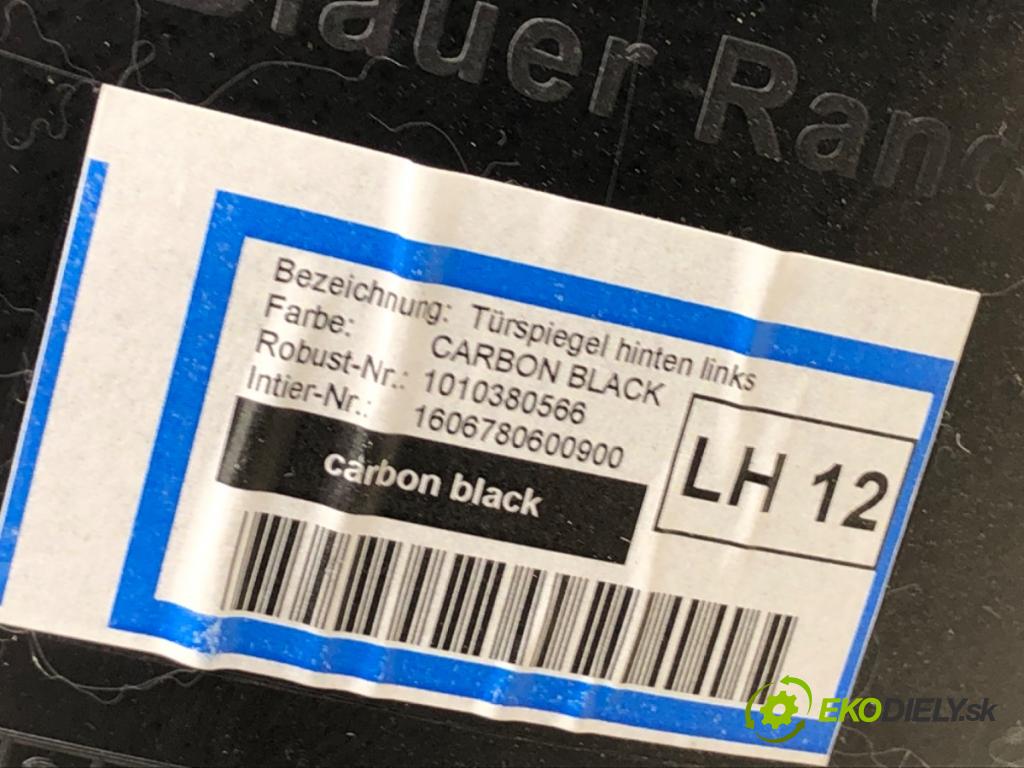 Blauer Rand
Bezeichnung: Türspiegel hinten links
Farbe: CARBON BLACK
Robust-Nr.: 1010380566
Intier-Nr.: 1606780600900
carbon black
LH 12
EKODIELY.sk